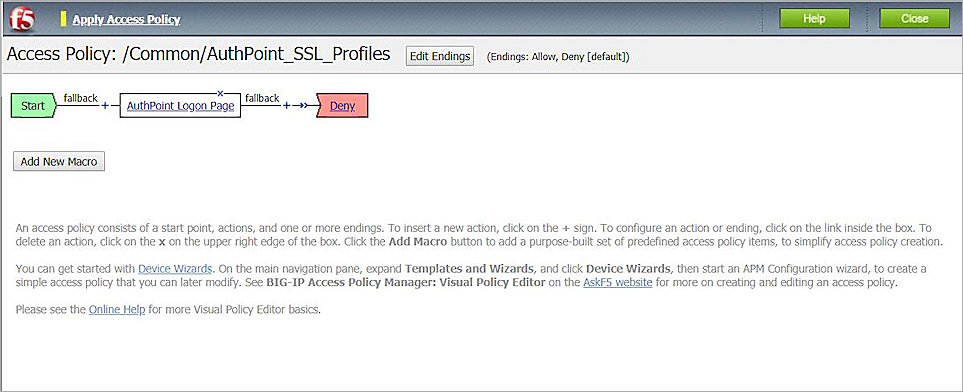 f5 Apply Access Policy Help Close
Access Policy: /Common/AuthPoint_SSL_Profiles Edit Endings (Endings: Allow, Deny [default])
Start fallback + AuthPoint Logon Page x fallback + Deny
Add New Macro
An access policy consists of a start point, actions, and one or more endings. To insert a new action, click on the + sign. To configure an action or ending, click on the link inside the box. To
delete an action, click on the x on the upper right edge of the box. Click the Add Macro button to add a purpose-built set of predefined access policy items, to simplify access policy creation.
You can get started with Device Wizards. On the main navigation pane, expand Templates and Wizards, and click Device Wizards, then start an APM Configuration wizard, to create a
simple access policy that you can later modify. See BIG-IP Access Policy Manager: Visual Policy Editor on the AskF5 website for more on creating and editing an access policy.
Please see the Online Help for more Visual Policy Editor basics.